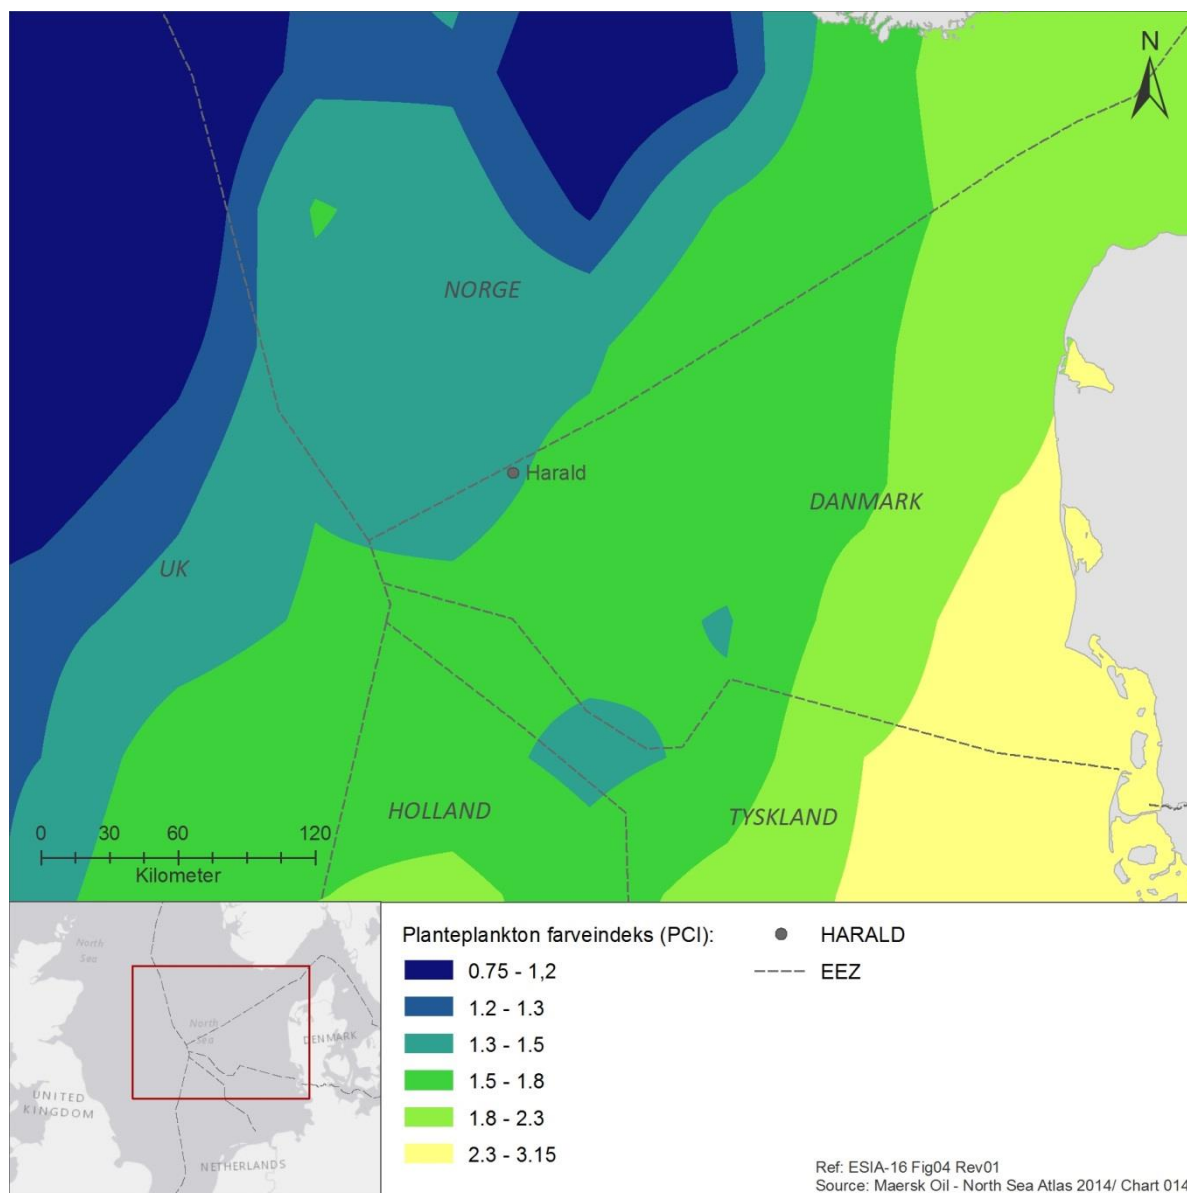 N
NORGE
Harald
DANMARK
UK
HOLLAND
TYSKLAND
0 30 60 120
Kilometer
North
Sea
North
Sea
DENMARK
UNITED
KINGDOM
NETHERLANDS
Planteplankton farveindeks (PCI):
0.75 - 1,2
1.2 - 1.3
1.3 - 1.5
1.5 - 1.8
1.8 - 2.3
2.3 - 3.15
HARALD
EEZ
Ref: ESIA-16 Fig04 Rev01
Source: Maersk Oil - North Sea Atlas 2014/ Chart 014